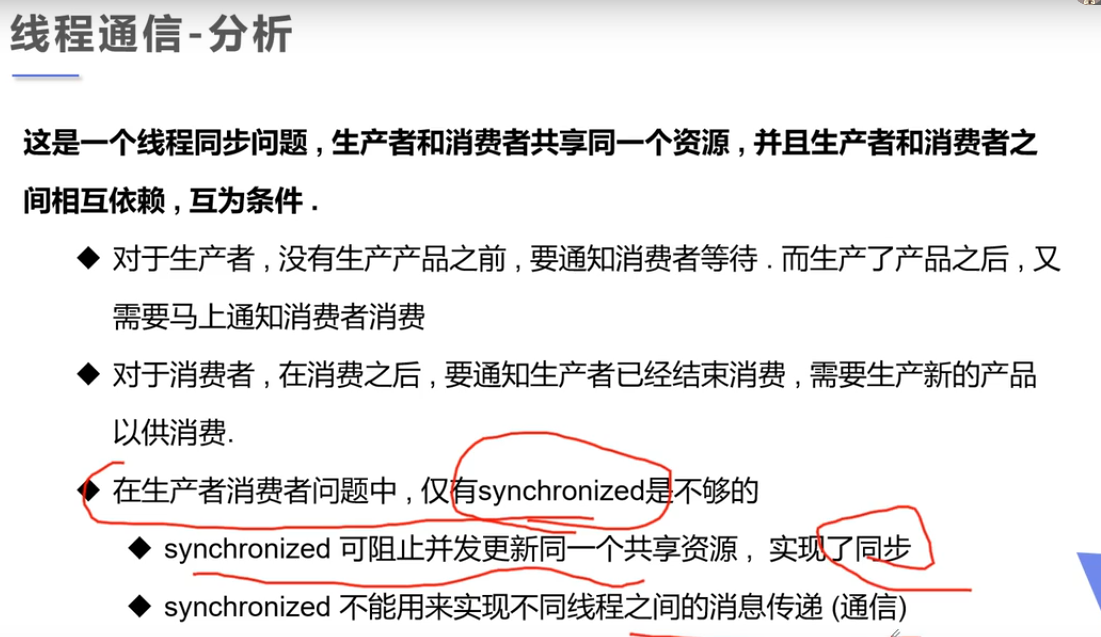 线程通信-分析
这是一个线程同步问题 , 生产者和消费者共享同一个资源 , 并且生产者和消费者之
间相互依赖 , 互为条件 .
◆ 对于生产者 , 没有生产产品之前 , 要通知消费者等待 . 而生产了产品之后 , 又
需要马上通知消费者消费
◆ 对于消费者 , 在消费之后 , 要通知生产者已经结束消费 , 需要生产新的产品
以供消费.
◆ 在生产者消费者问题中 , 仅有synchronized是不够的
◆ synchronized 可阻止并发更新同一个共享资源 , 实现了同步
◆ synchronized 不能用来实现不同线程之间的消息传递 (通信)